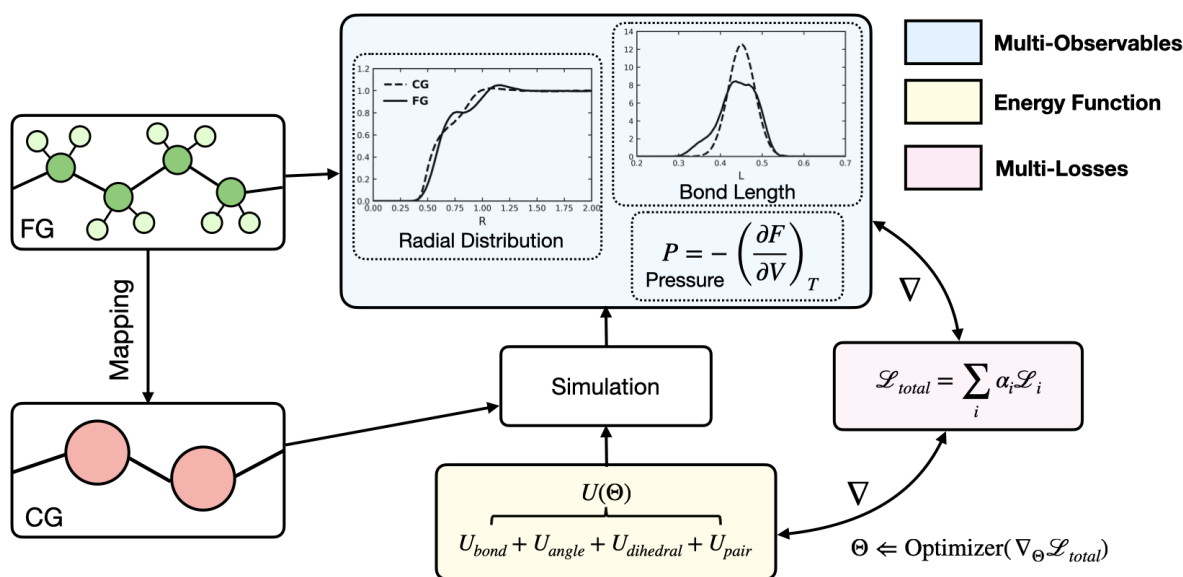 FG
Mapping
CG
1.2
1.0
0.8
0.6
0.4
0.2
0.0
0.00 0.25 0.50 0.75 1.00 1.25 1.50 1.75 2.00
R
CG
FG
Radial Distribution
14
12
10
8
6
4
2
0
0.2 0.3 0.4 0.5 0.6 0.7
L
Bond Length
P = − (∂F/∂V)_T
Pressure
Simulation
U(Θ)
U_bond + U_angle + U_dihedral + U_pair
∇
ℒ_total = ∑_i α_i ℒ_i
∇
Θ ⇐ Optimizer(∇_Θ ℒ_total)
Multi-Observables
Energy Function
Multi-Losses